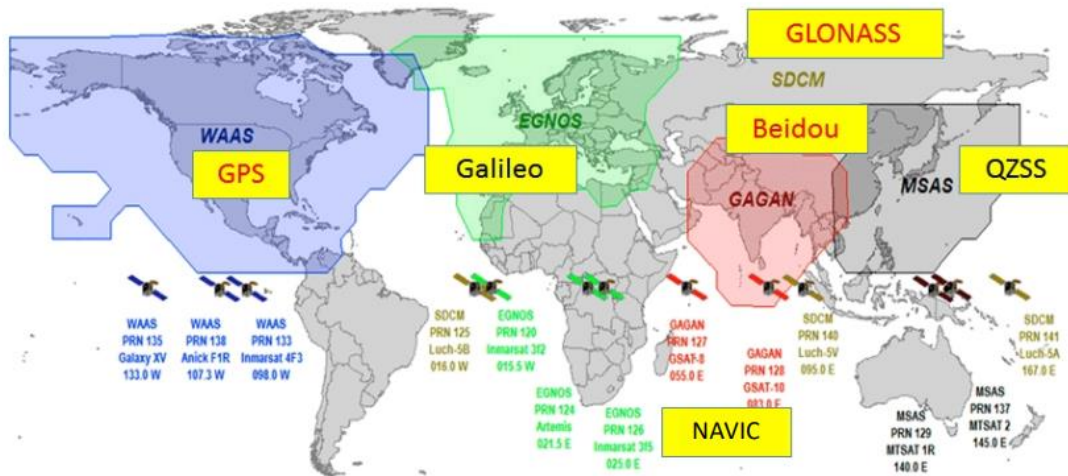 GLONASS
SDCM
WAAS
EGNOS
Beidou
GPS
Galileo
GAGAN
MSAS
QZSS
WAAS
PRN 135
Galaxy XV
133.0 W
WAAS
PRN 138
Anick F1R
107.3 W
WAAS
PRN 133
Inmarsat 4F3
098.0 W
SDCM
PRN 125
Luch-5B
016.0 W
EGNOS
PRN 120
Inmarsat 3f2
015.5 W
EGNOS
PRN 124
Artemis
021.5 E
EGNOS
PRN 126
Inmarsat 3f5
025.0 E
GAGAN
PRN 127
GSAT-8
055.0 E
GAGAN
PRN 128
GSAT-10
083.0 E
SDCM
PRN 140
Luch-5V
095.0 E
MSAS
PRN 129
MTSAT 1R
140.0 E
MSAS
PRN 137
MTSAT 2
145.0 E
SDCM
PRN 141
Luch-5A
167.0 E
NAVIC